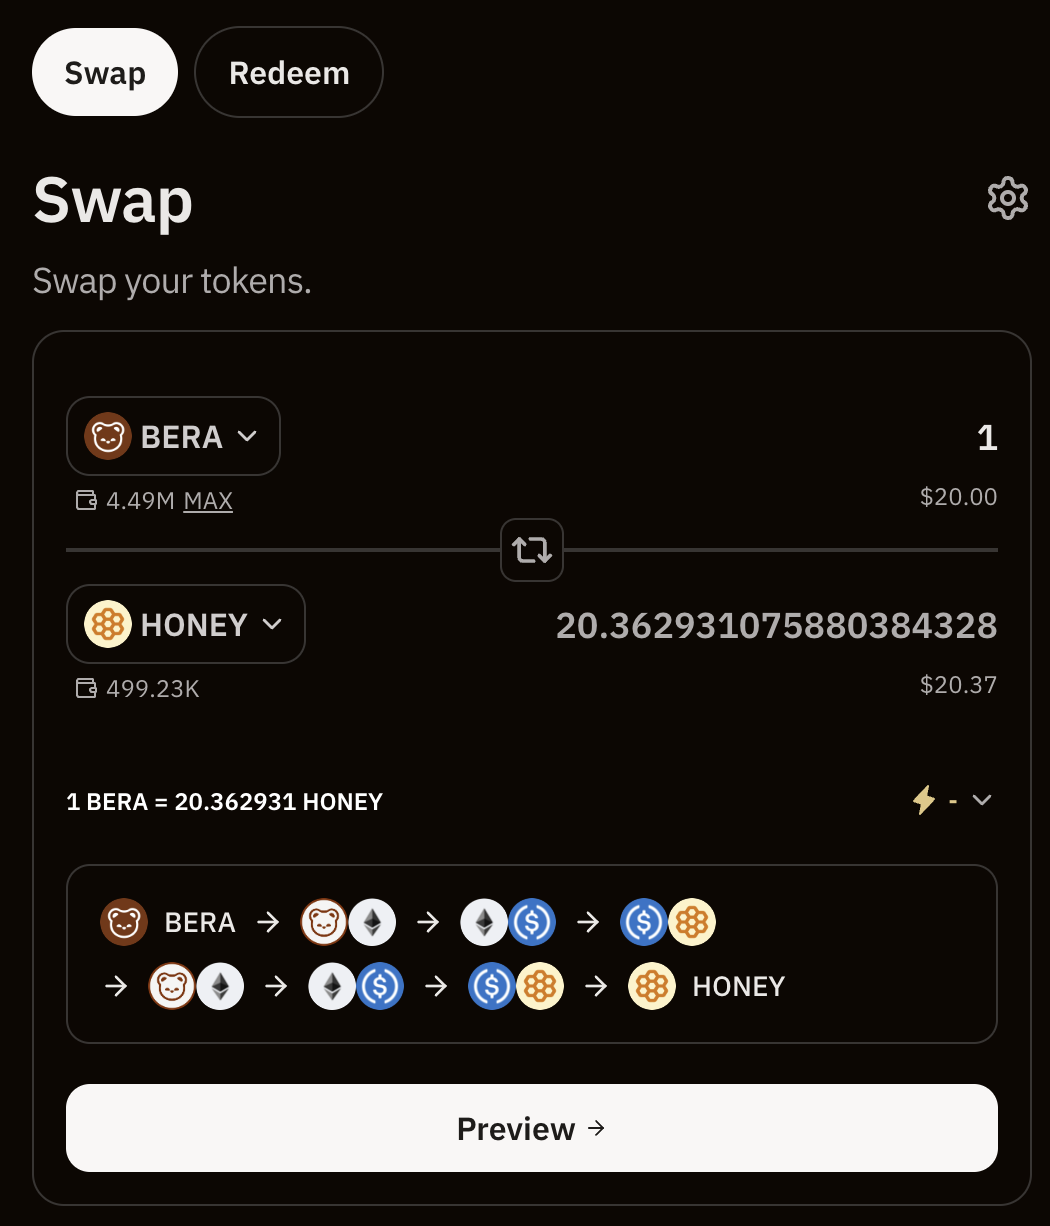 Swap Redeem
Swap
Swap your tokens.
BERA 1
4.49M MAX $20.00
HONEY 20.362931075880384328
499.23K $20.37
1 BERA = 20.362931 HONEY -
BERA → → →
→ → → → HONEY
Preview →